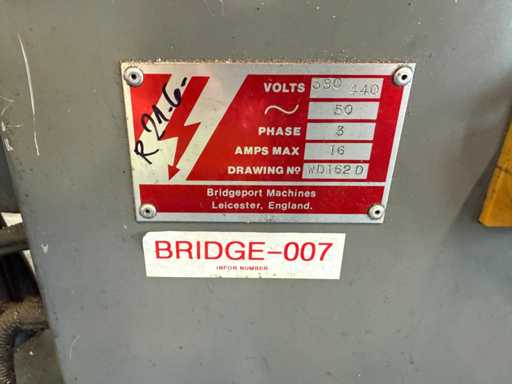 VOLTS 380 440
~ 50
PHASE 3
AMPS MAX 16
DRAWING Nº WD162D
Bridgeport Machines
Leicester, England.
BRIDGE-007
INFOR NUMBER